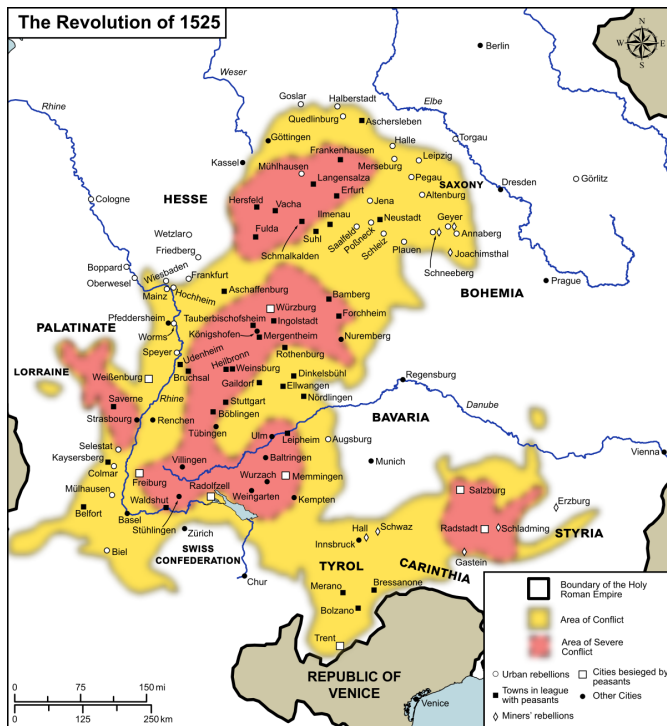 The Revolution of 1525
Berlin
Weser
Elbe
Rhine
Goslar
Halberstadt
Quedlinburg
Aschersleben
Göttingen
Halle
Torgau
Frankenhausen
Kassel
Merseburg
Leipzig
Mühlhausen
Langensalza
Pegau
SAXONY
Görlitz
HESSE
Erfurt
Dresden
Cologne
Hersfeld
Vacha
Jena
Altenburg
Ilmenau
Neustadt
Geyer
Wetzlar
Fulda
Suhl
Saalfeld
Poßneck
Schleiz
Annaberg
Friedberg
Schmalkalden
Plauen
Joachimsthal
Schneeberg
Boppard
Oberwesel
Wiesbaden
Frankfurt
Prague
Mainz
Hochheim
Aschaffenburg
BOHEMIA
Bamberg
Würzburg
Pfeddersheim
Tauberbischofsheim
Ingolstadt
Forchheim
PALATINATE
Worms
Königshofen
Mergentheim
Nuremberg
Speyer
Udenheim
Rothenburg
LORRAINE
Heilbronn
Weinsburg
Dinkelsbühl
Weißenburg
Bruchsal
Gaildorf
Ellwangen
Regensburg
Saverne
Rhine
Stuttgart
Nördlingen
Böblingen
BAVARIA
Danube
Strasbourg
Renchen
Tübingen
Ulm
Leipheim
Augsburg
Vienna
Selestat
Kaysersberg
Villingen
Baltringen
Munich
Colmar
Freiburg
Radolfzell
Wurzach
Memmingen
Salzburg
Mülhausen
Waldshut
Weingarten
Kempten
Erzburg
Belfort
Basel
Stühlingen
Zürich
Hall
Schwaz
Radstadt
Schladming
STYRIA
Biel
SWISS
CONFEDERATION
Innsbruck
Gastein
Chur
TYROL
CARINTHIA
Merano
Bressanone
Bolzano
Trent
REPUBLIC OF
VENICE
Venice
Boundary of the Holy
Roman Empire
Area of Conflict
Area of Severe
Conflict
Urban rebellions
Cities besieged by
peasants
Towns in league
with peasants
Other Cities
Miners' rebellions
0 75 150 mi
0 125 250 km
N
W E
S